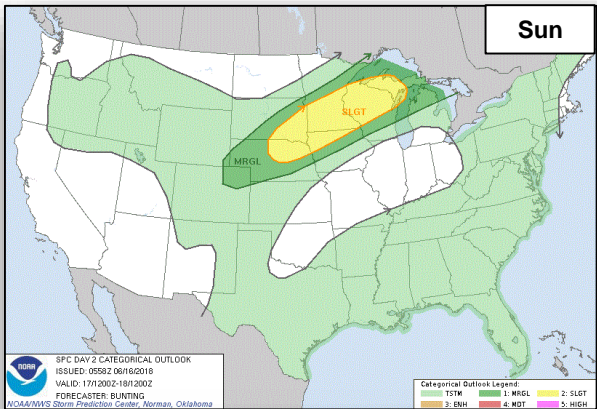 Sun
SLGT
MRGL
NOAA
SPC DAY 2 CATEGORICAL OUTLOOK
ISSUED: 0558Z 06/16/2018
VALID: 17/1200Z-18/1200Z
FORECASTER: BUNTING
NOAA/NWS Storm Prediction Center, Norman, Oklahoma
Categorical Outlook Legend:
TSTM 1: MRGL 2: SLGT
3: ENH 4: MDT 5: HIGH